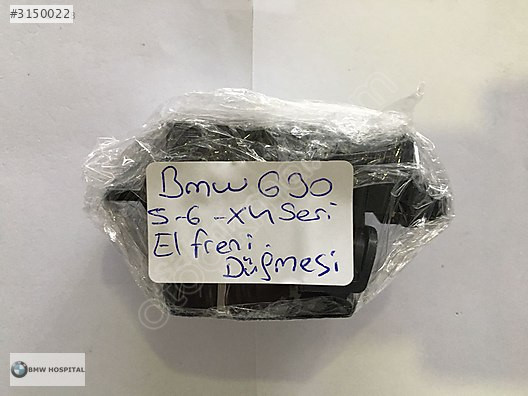 #3150022
Bmw G30
5-6-X4 Seri
El freni
Düğmesi
BMW HOSPITAL